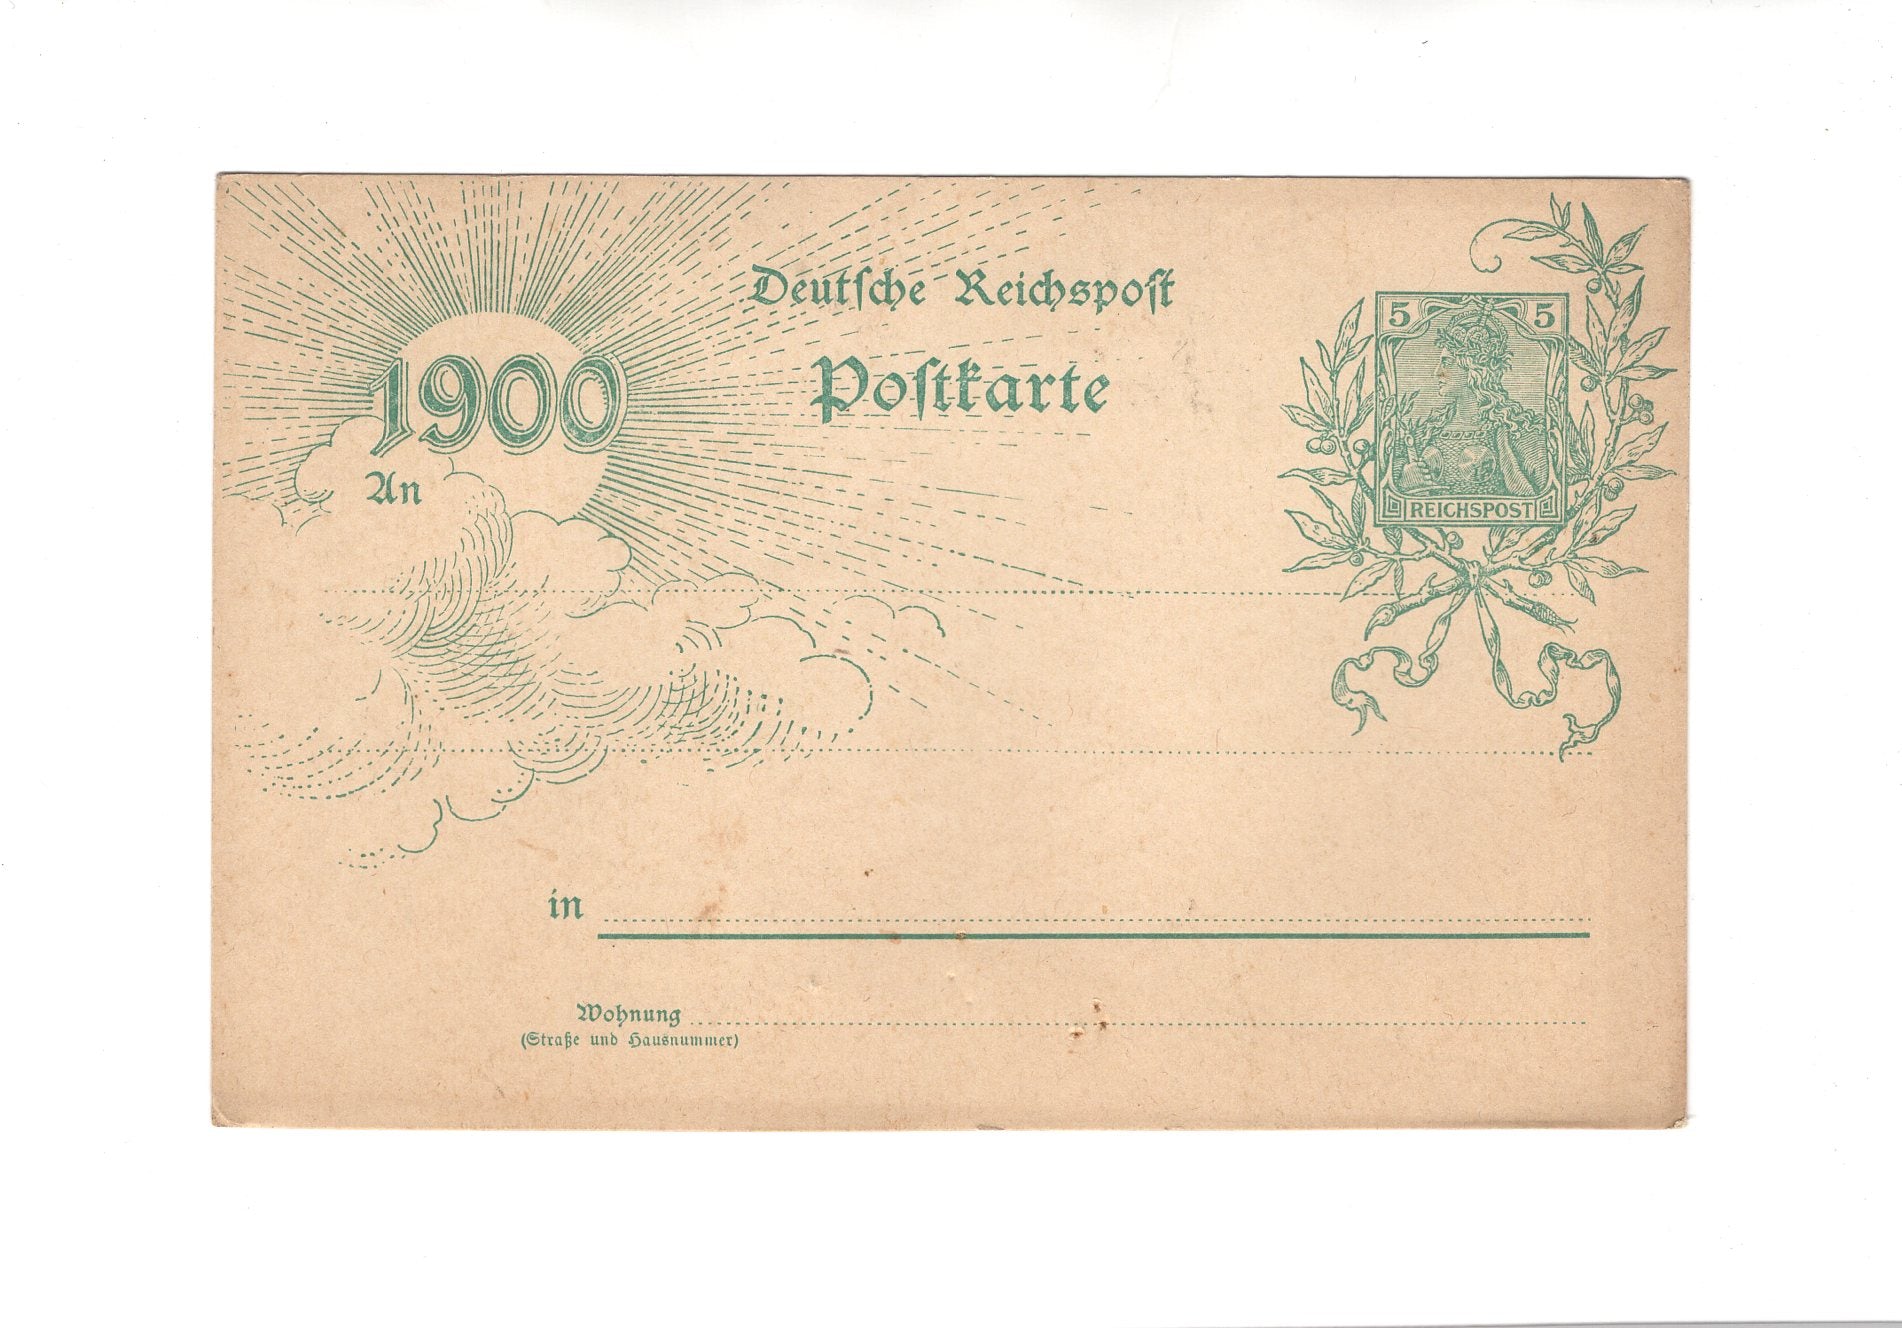 1900
Deutſche Reichspoſt
Poſtkarte
5 5
REICHSPOST
An
in
Wohnung
(Straße und Hausnummer)